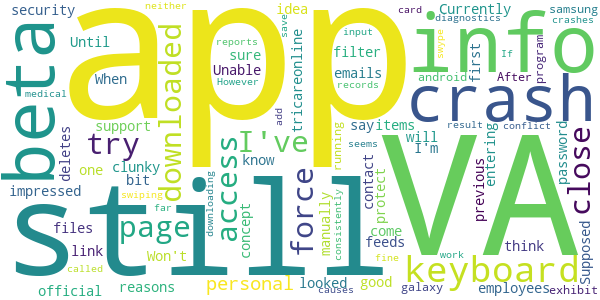 security
app
info
neither
card
Currently
samsung
diagnostics
crashes
Until
idea
save
input
filter
reports
sure
Unable
However
emails
tricareonline
android
swype
If
first
After
program
beta
When
downloaded
medical
support
add
records
crash
try
I've
say
items
will
I'm
result
conflict
VA
deletes
one
clunky
bit
access
know
running
seems
entering
password
close
impressed
Won't
concept
force
manually
consistently
contact
protect
previous
think
Supposed
still
files
link
page
far
swiping
downloading
looked
come
feeds
work
fine
keyboard
official
called
reasons
personal
causes
good
galaxy
employees
exhibit